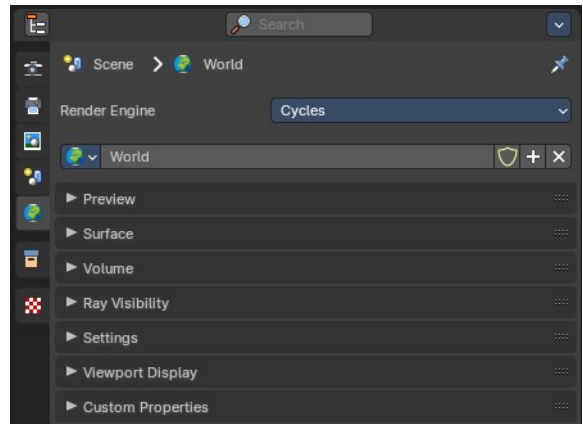 Search
Scene World
Render Engine Cycles
World
Preview
Surface
Volume
Ray Visibility
Settings
Viewport Display
Custom Properties